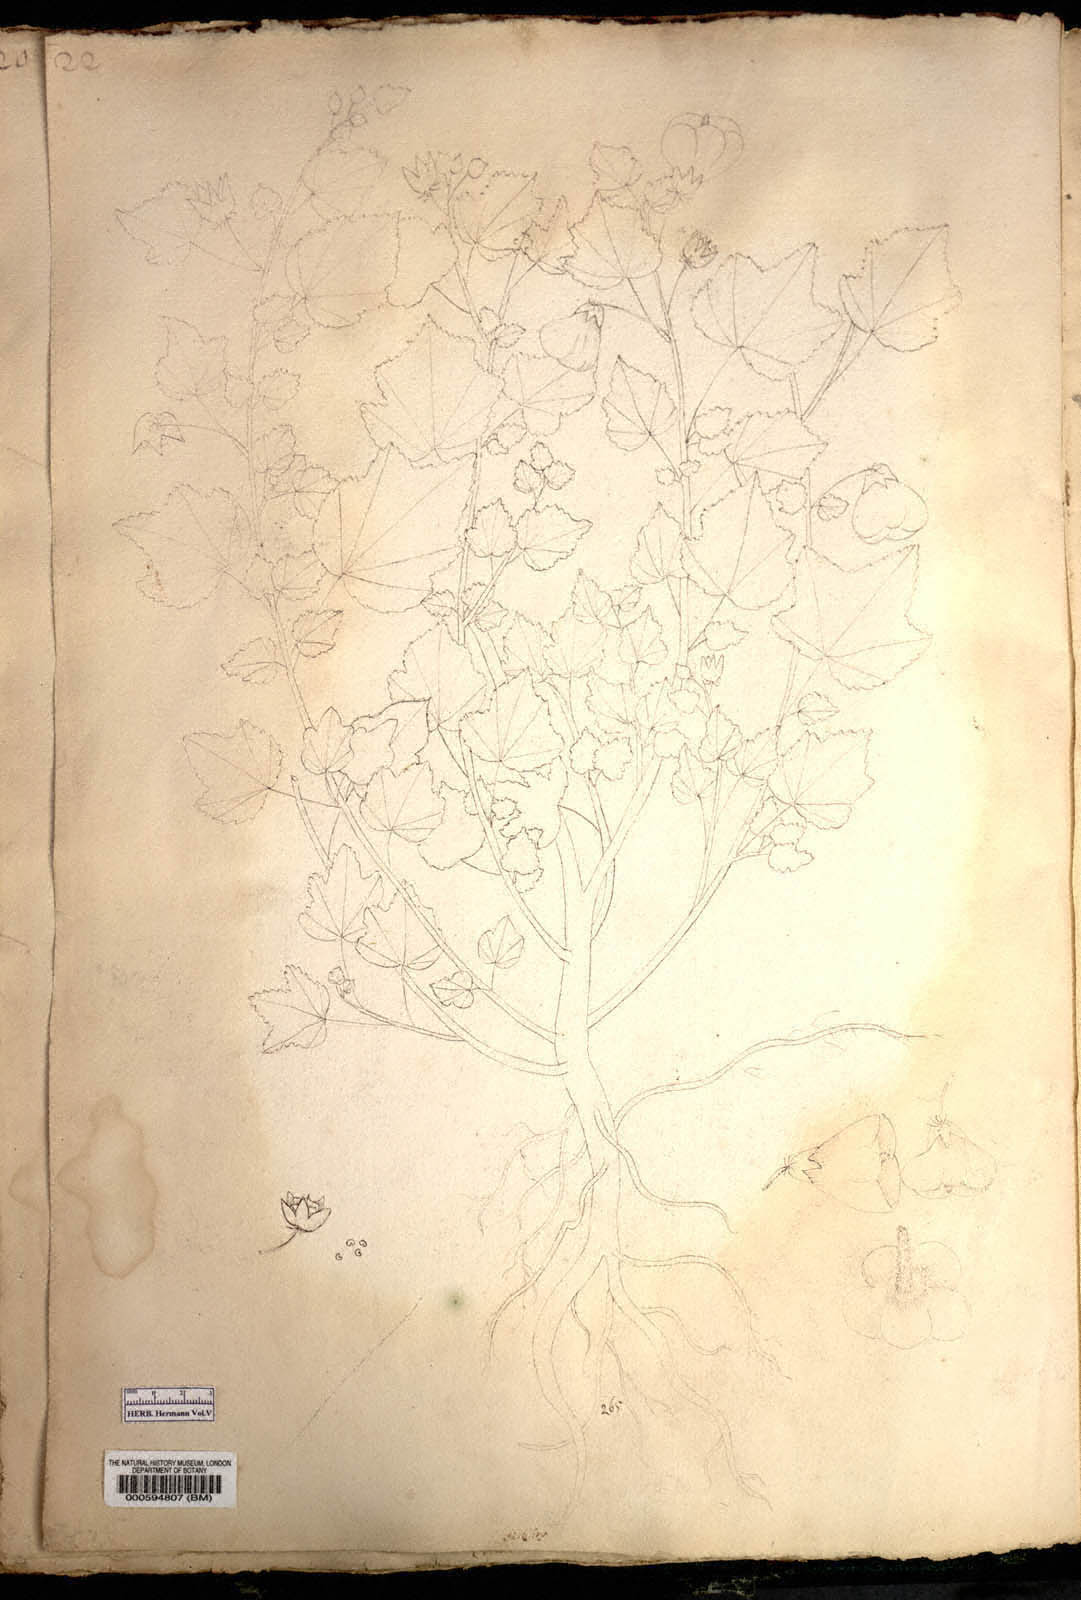 20 22
265
HERB. Hermann Vol.V
THE NATURAL HISTORY MUSEUM, LONDON
DEPARTMENT OF BOTANY
000594807 (BM)